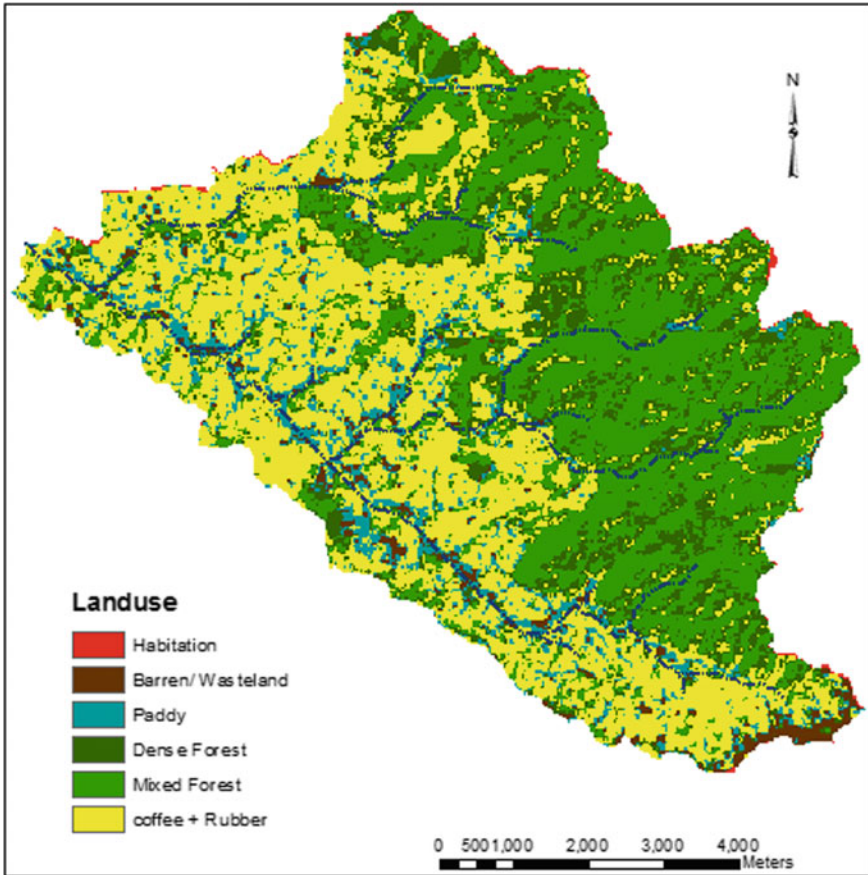 N
Landuse
Habitation
Barren/ Wasteland
Paddy
Dense Forest
Mixed Forest
coffee + Rubber
0 500 1,000 2,000 3,000 4,000
Meters